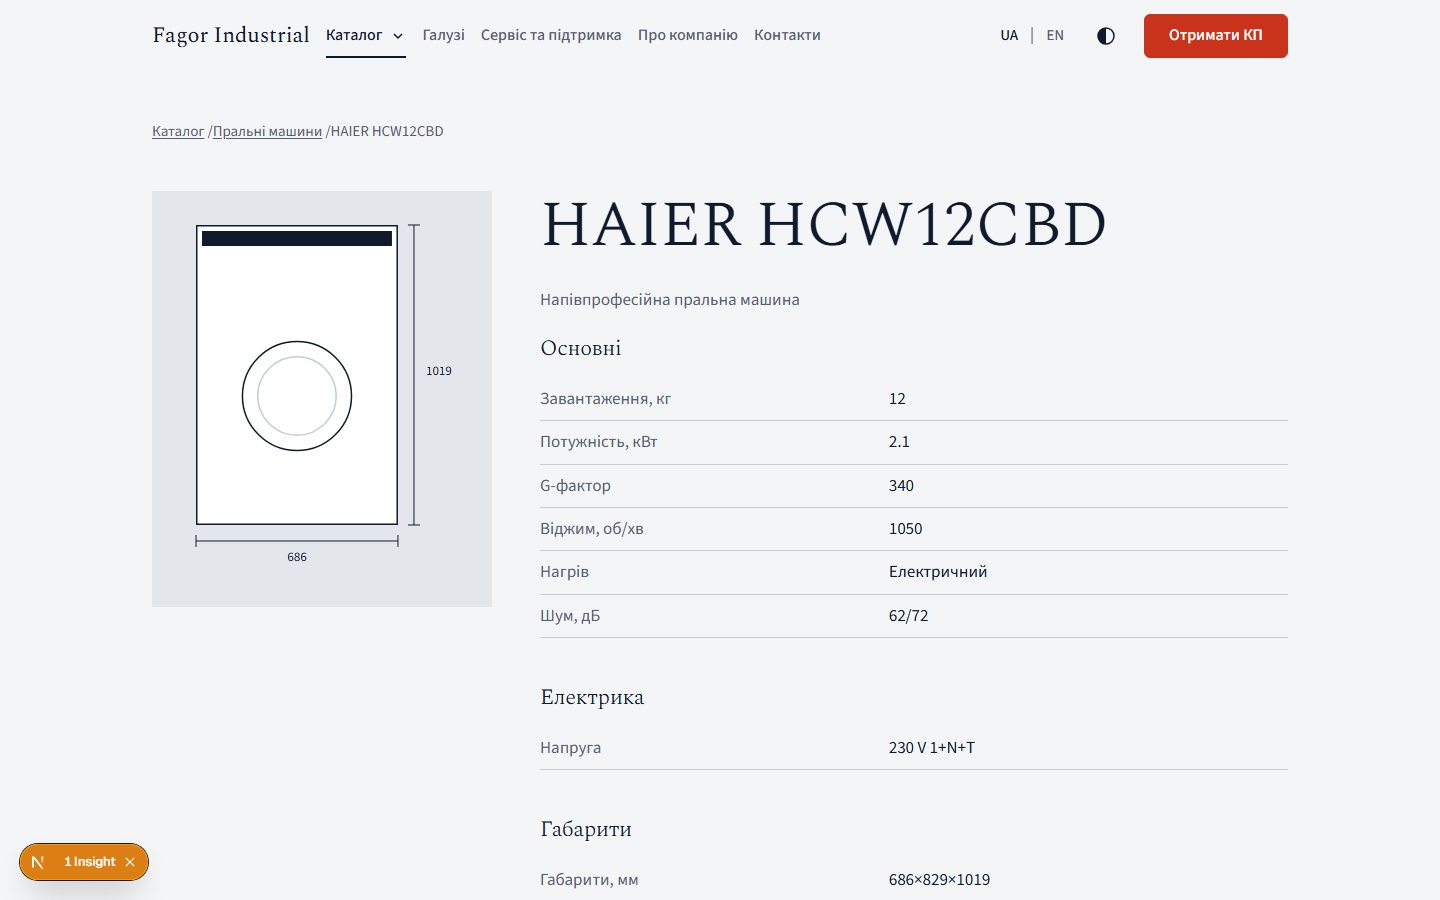 Fagor Industrial Каталог Галузі Сервіс та підтримка Про компанію Контакти UA | EN Отримати КП
Каталог /Пральні машини /HAIER HCW12CBD
1019
686
HAIER HCW12CBD
Напівпрофесійна пральна машина
Основні
Завантаження, кг 12
Потужність, кВт 2.1
G-фактор 340
Віджим, об/хв 1050
Нагрів Електричний
Шум, дБ 62/72
Електрика
Напруга 230 V 1+N+T
Габарити
Габарити, мм 686×829×1019
N 1 Insight